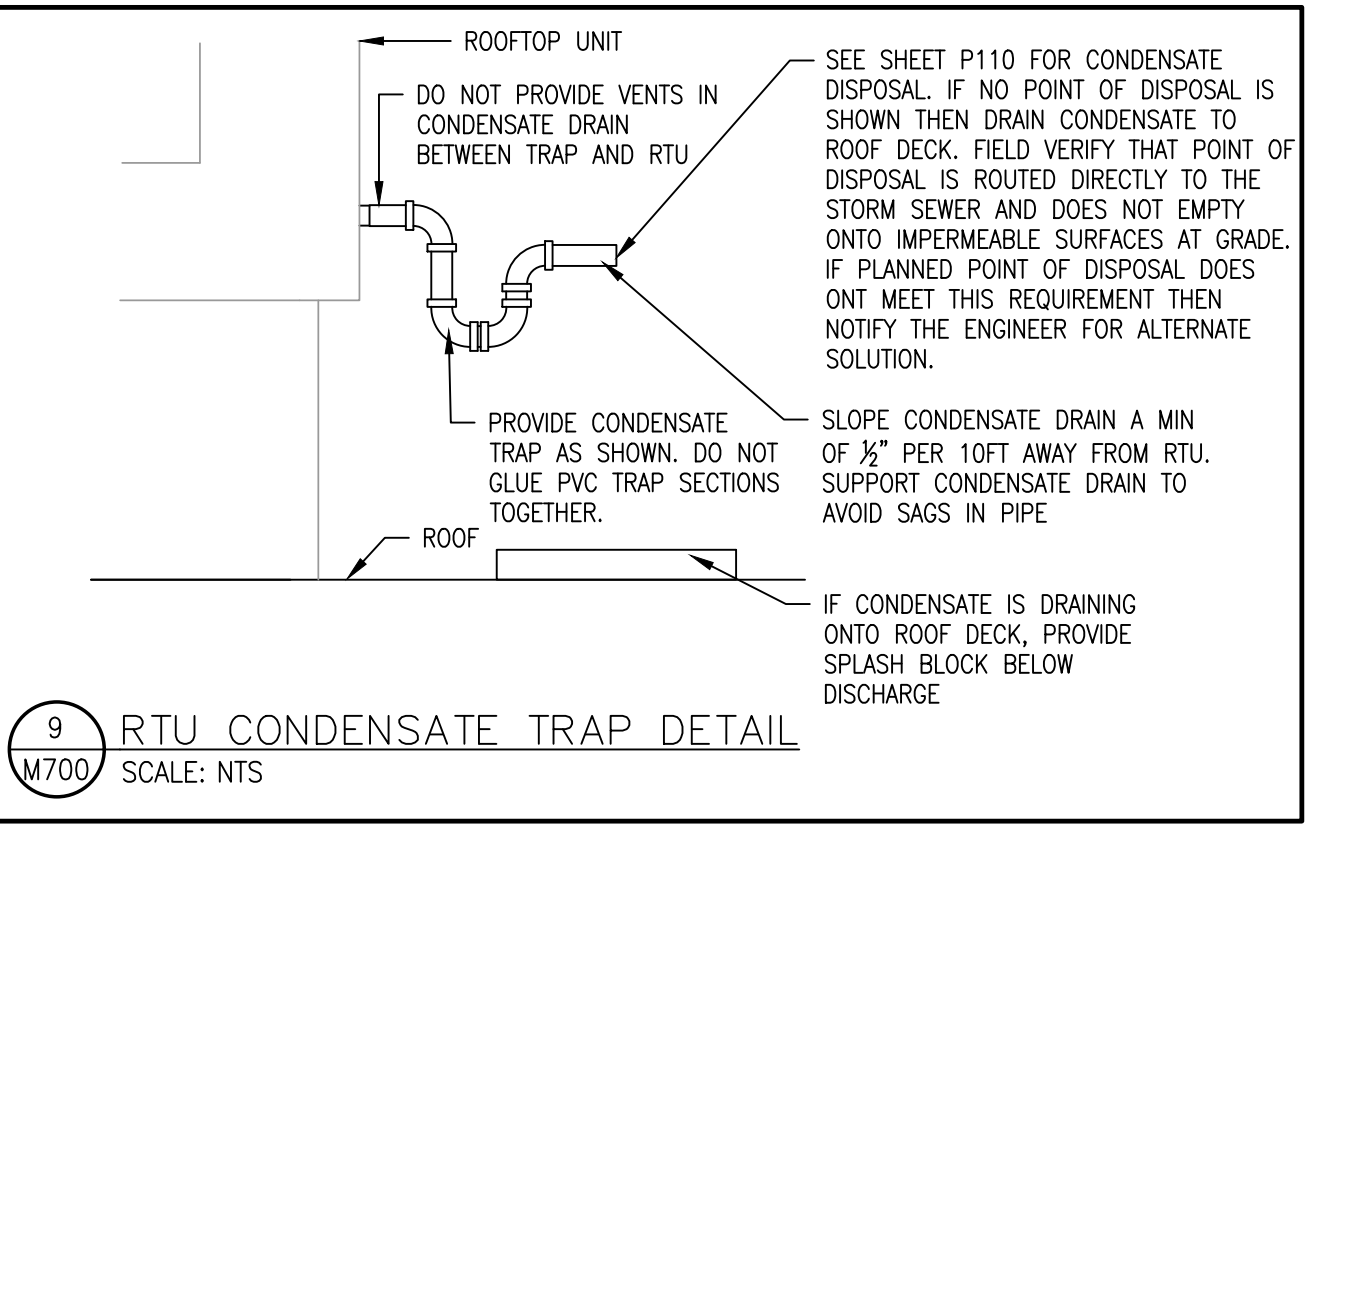 ROOFTOP UNIT
DO NOT PROVIDE VENTS IN
CONDENSATE DRAIN
BETWEEN TRAP AND RTU
SEE SHEET P110 FOR CONDENSATE
DISPOSAL. IF NO POINT OF DISPOSAL IS
SHOWN THEN DRAIN CONDENSATE TO
ROOF DECK. FIELD VERIFY THAT POINT OF
DISPOSAL IS ROUTED DIRECTLY TO THE
STORM SEWER AND DOES NOT EMPTY
ONTO IMPERMEABLE SURFACES AT GRADE.
IF PLANNED POINT OF DISPOSAL DOES
ONT MEET THIS REQUIREMENT THEN
NOTIFY THE ENGINEER FOR ALTERNATE
SOLUTION.
PROVIDE CONDENSATE
TRAP AS SHOWN. DO NOT
GLUE PVC TRAP SECTIONS
TOGETHER.
SLOPE CONDENSATE DRAIN A MIN
OF ½" PER 10FT AWAY FROM RTU.
SUPPORT CONDENSATE DRAIN TO
AVOID SAGS IN PIPE
ROOF
IF CONDENSATE IS DRAINING
ONTO ROOF DECK, PROVIDE
SPLASH BLOCK BELOW
DISCHARGE
9
M700
RTU CONDENSATE TRAP DETAIL
SCALE: NTS